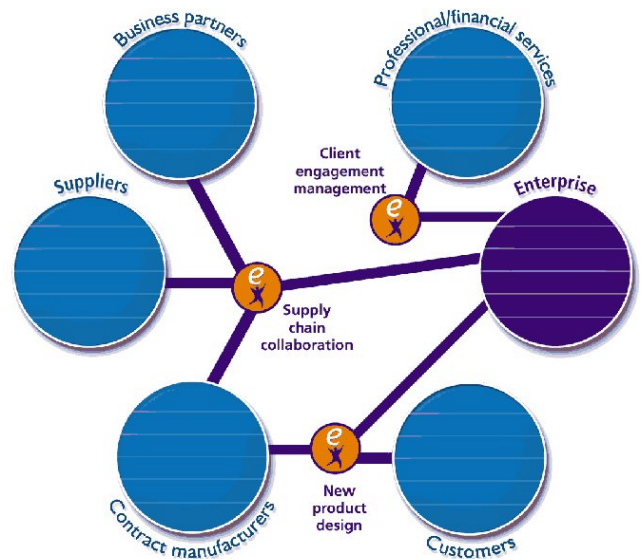 Business partners
Professional/financial services
Client
engagement
management
e
Suppliers
Enterprise
e
Supply
chain
collaboration
e
New
product
design
Contract manufacturers
Customers